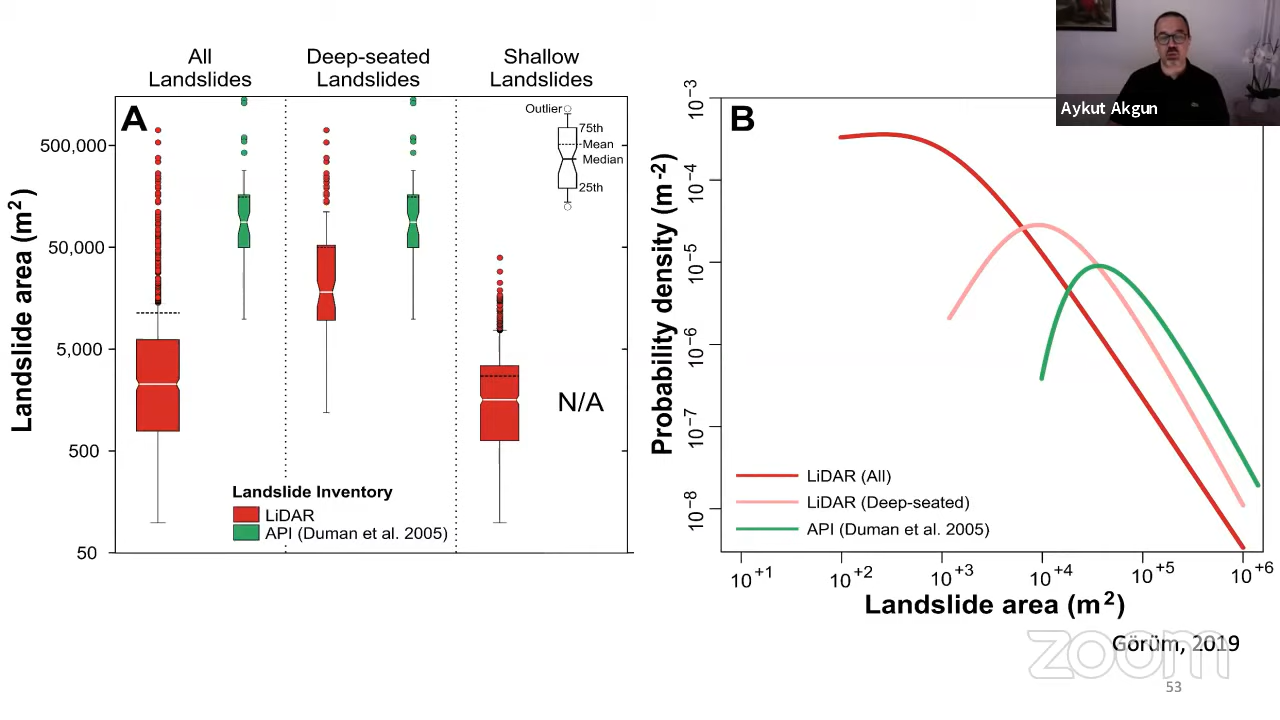 All
Landslides
Deep-seated
Landslides
Shallow
Landslides
A
Outlier
75th
Mean
Median
25th
500,000
50,000
5,000
500
50
Landslide area (m²)
N/A
Landslide Inventory
LiDAR
API (Duman et al. 2005)
B
Aykut Akgun
Probability density (m-2)
10-3
10-4
10-5
10-6
10-7
10-8
LiDAR (All)
LiDAR (Deep-seated)
API (Duman et al. 2005)
10+1
10+2
10+3
10+4
10+5
10+6
Landslide area (m²)
Görüm, 2019
zoom
53